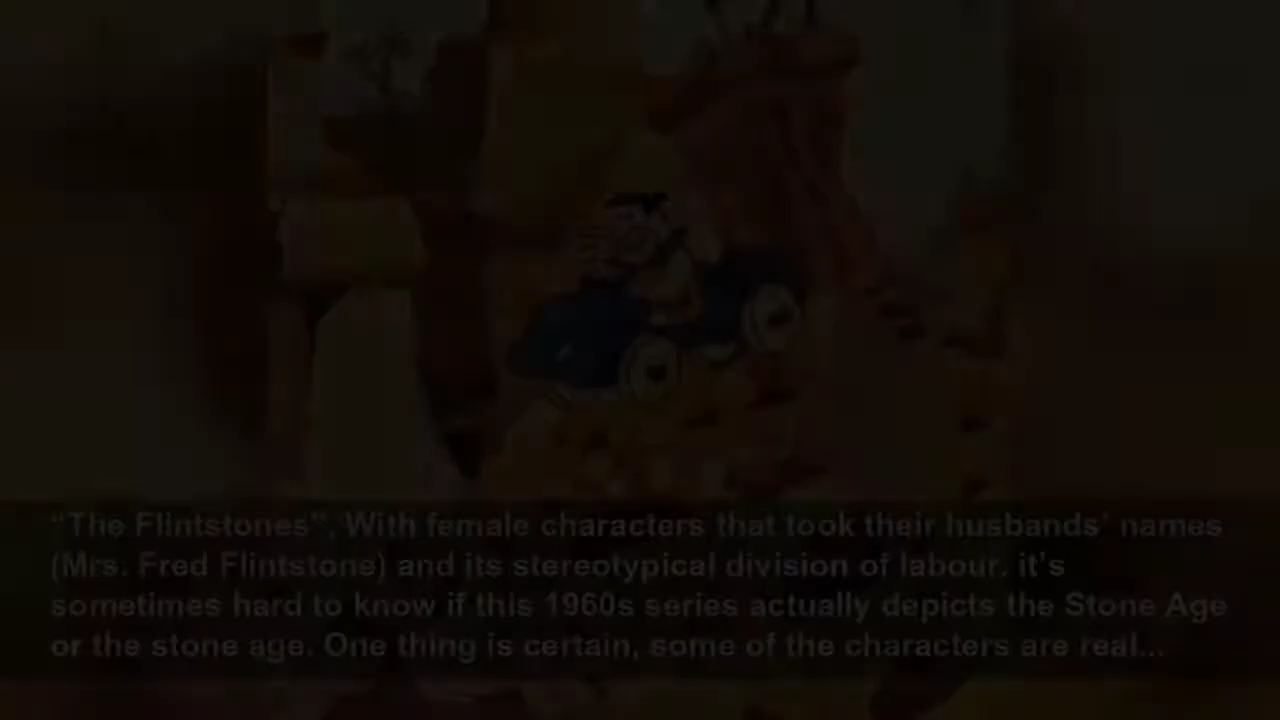 “The Flintstones”. With female characters that took their husbands’ names
(Mrs. Fred Flintstone) and its stereotypical division of labour. it’s
sometimes hard to know if this 1960s series actually depicts the Stone Age
or the stone age. One thing is certain, some of the characters are real...